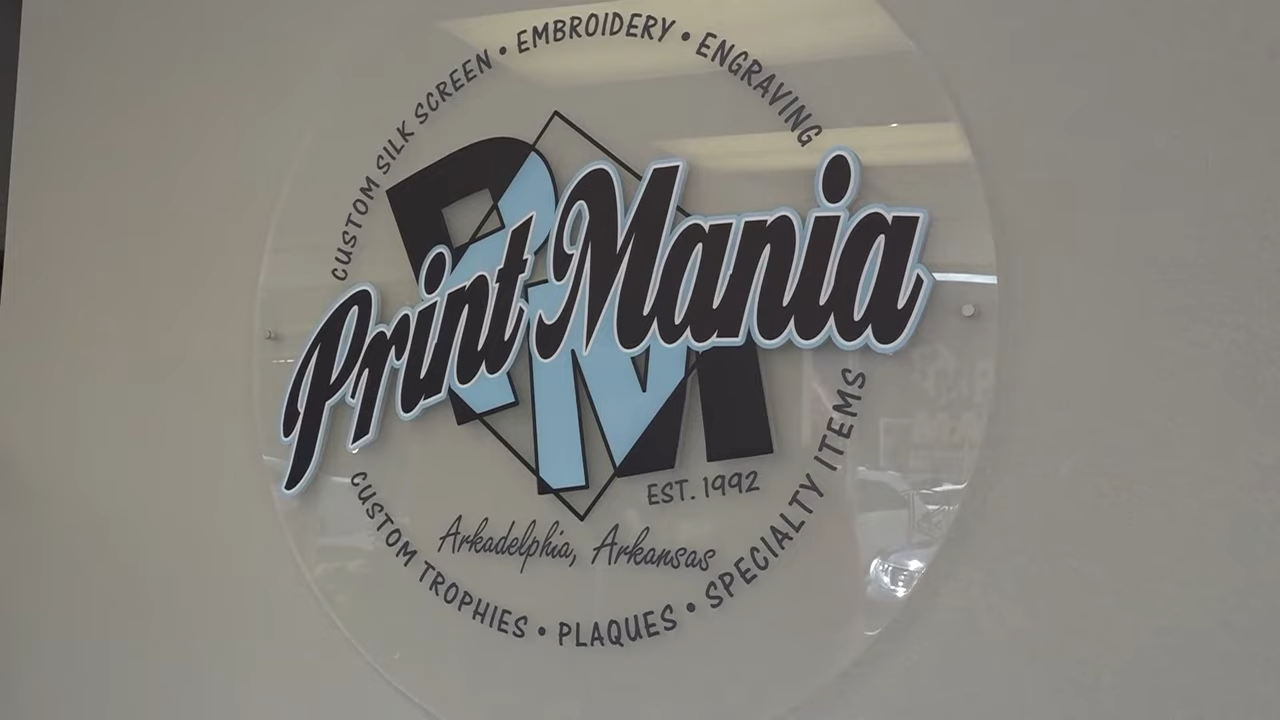 CUSTOM SILK SCREEN • EMBROIDERY • ENGRAVING
PM
Print Mania
EST. 1992
Arkadelphia, Arkansas
CUSTOM TROPHIES • PLAQUES • SPECIALTY ITEMS